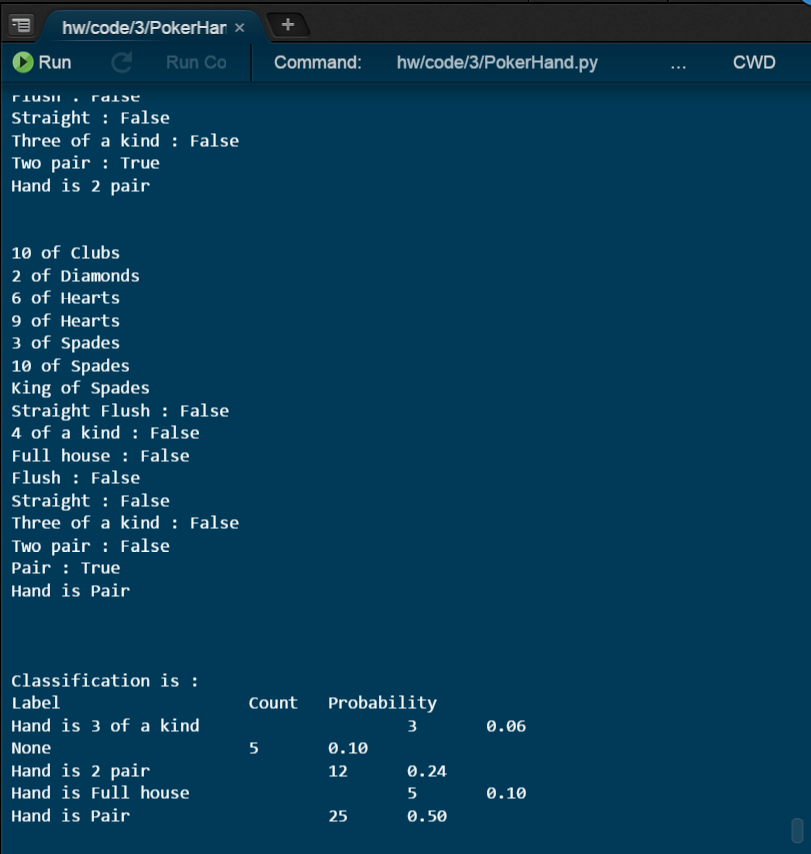 hw/code/3/PokerHan ×
+
Run Run Co Command: hw/code/3/PokerHand.py ... CWD
Flush : False
Straight : False
Three of a kind : False
Two pair : True
Hand is 2 pair
10 of Clubs
2 of Diamonds
6 of Hearts
9 of Hearts
3 of Spades
10 of Spades
King of Spades
Straight Flush : False
4 of a kind : False
Full house : False
Flush : False
Straight : False
Three of a kind : False
Two pair : False
Pair : True
Hand is Pair
Classification is :
Label Count Probability
Hand is 3 of a kind 3 0.06
None 5 0.10
Hand is 2 pair 12 0.24
Hand is Full house 5 0.10
Hand is Pair 25 0.50